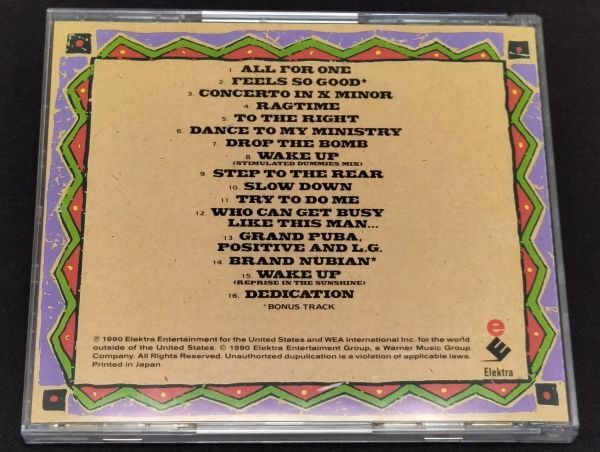 1. ALL FOR ONE
2. FEELS SO GOOD*
3. CONCERTO IN X MINOR
4. RAGTIME
5. TO THE RIGHT
6. DANCE TO MY MINISTRY
7. DROP THE BOMB
8. WAKE UP
(STIMULATED DUMMIES MIX)
9. STEP TO THE REAR
10. SLOW DOWN
11. TRY TO DO ME
12. WHO CAN GET BUSY
LIKE THIS MAN...
13. GRAND PUBA,
POSITIVE AND L.G.
14. BRAND NUBIAN*
15. WAKE UP
(REPRISE IN THE SUNSHINE)
16. DEDICATION
*BONUS TRACK
℗ 1990 Elektra Entertainment for the United States and WEA international Inc. for the world
outside of the United States. © 1990 Elektra Entertaiment Group, a Warner Music Group
Company. All Rights Reserved. Unauthorized dupulication is a violation of applicable laws.
Printed in Japan
e
E
Elektra